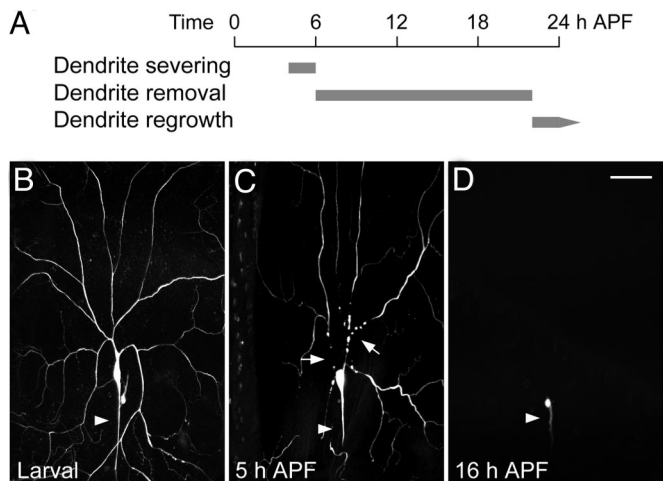 A
Time 0 6 12 18 24 h APF
Dendrite severing
Dendrite removal
Dendrite regrowth
B C D
Larval 5 h APF 16 h APF